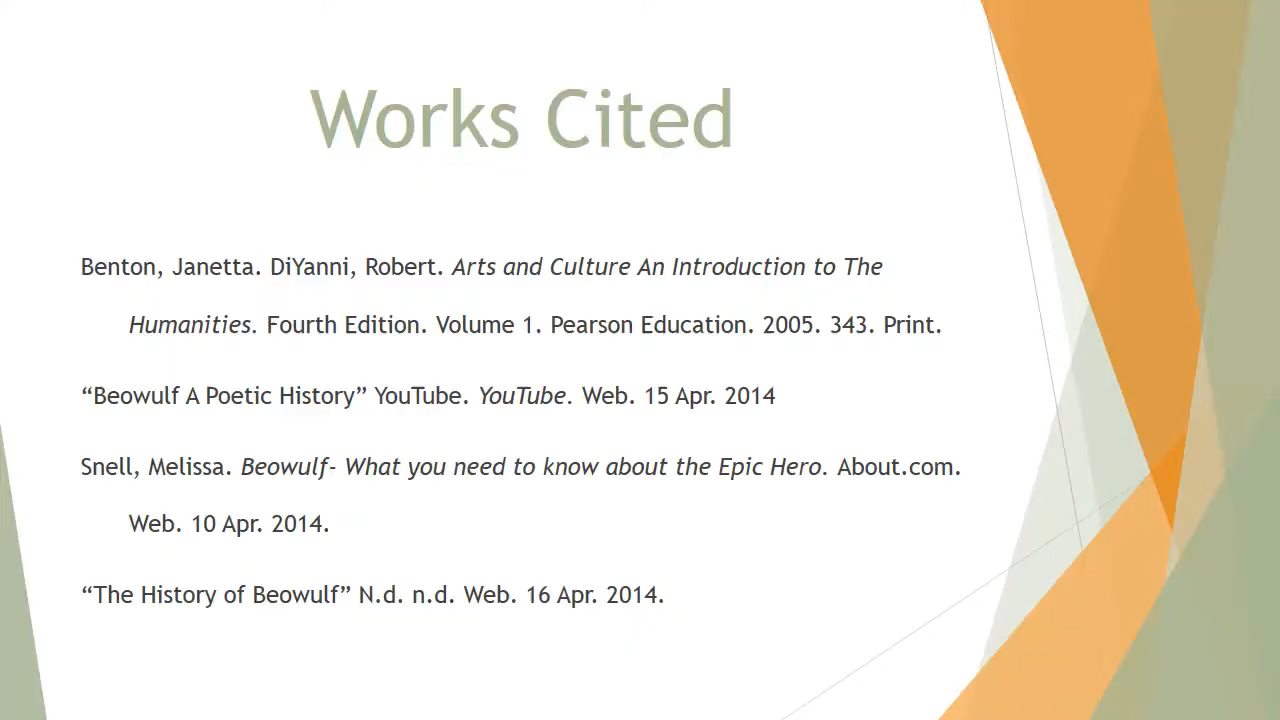 Works Cited
Benton, Janetta. DiYanni, Robert. Arts and Culture An Introduction to The
Humanities. Fourth Edition. Volume 1. Pearson Education. 2005. 343. Print.
“Beowulf A Poetic History” YouTube. YouTube. Web. 15 Apr. 2014
Snell, Melissa. Beowulf- What you need to know about the Epic Hero. About.com.
Web. 10 Apr. 2014.
“The History of Beowulf” N.d. n.d. Web. 16 Apr. 2014.